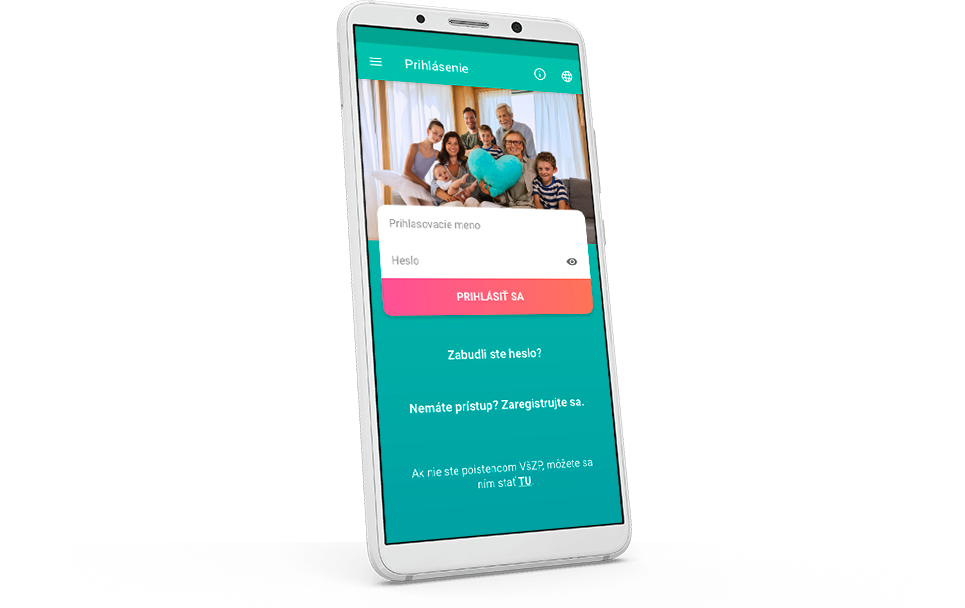 Prihlásenie
Prihlasovacie meno
Heslo
PRIHLÁSIŤ SA
Zabudli ste heslo?
Nemáte prístup? Zaregistrujte sa.
Ak nie ste poistencom VšZP, môžete sa
ním stať TU.